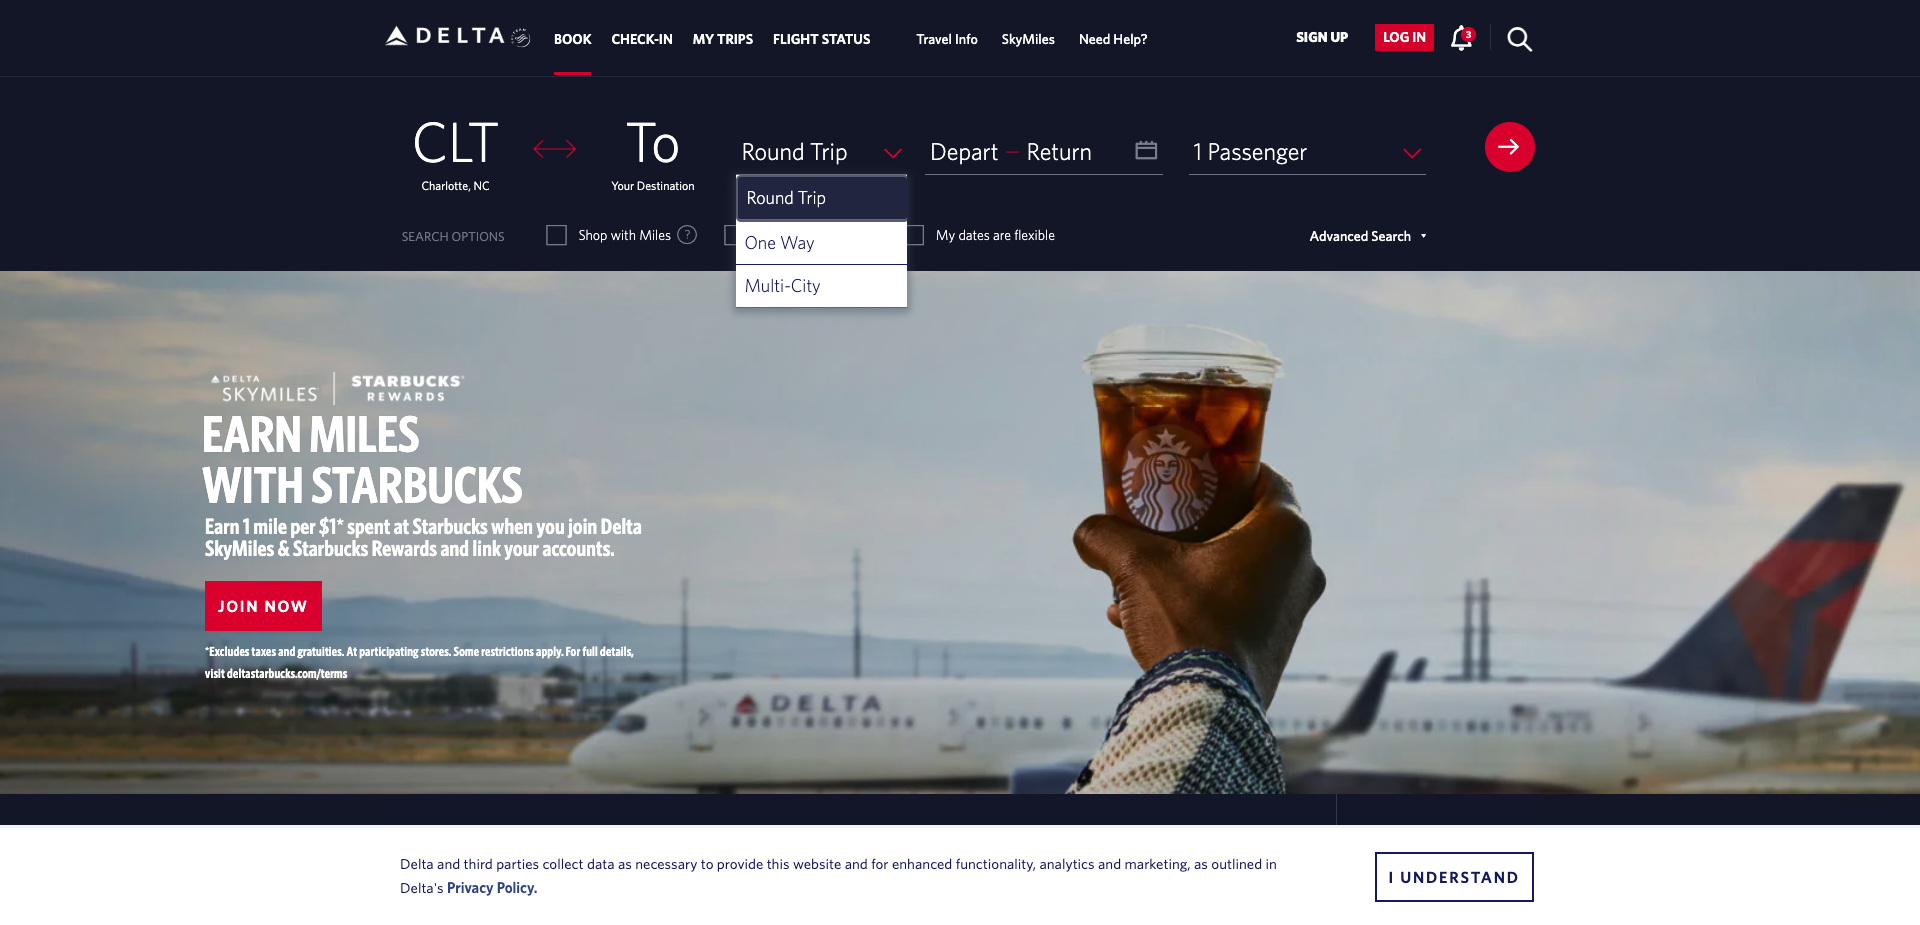 DELTA
BOOK
CHECK-IN
MY TRIPS
FLIGHT STATUS
Travel Info
SkyMiles
Need Help?
SIGN UP
LOG IN
3
CLT
Charlotte, NC
To
Your Destination
Round Trip
Depart — Return
1 Passenger
Round Trip
One Way
Multi-City
SEARCH OPTIONS
Shop with Miles
?
My dates are flexible
Advanced Search
DELTA
SKYMILES
STARBUCKS®
REWARDS
EARN MILES
WITH STARBUCKS
Earn 1 mile per $1* spent at Starbucks when you join Delta
SkyMiles & Starbucks Rewards and link your accounts.
JOIN NOW
*Excludes taxes and gratuities. At participating stores. Some restrictions apply. For full details,
visit deltastarbucks.com/terms
DELTA
Delta and third parties collect data as necessary to provide this website and for enhanced functionality, analytics and marketing, as outlined in
Delta's Privacy Policy.
I UNDERSTAND